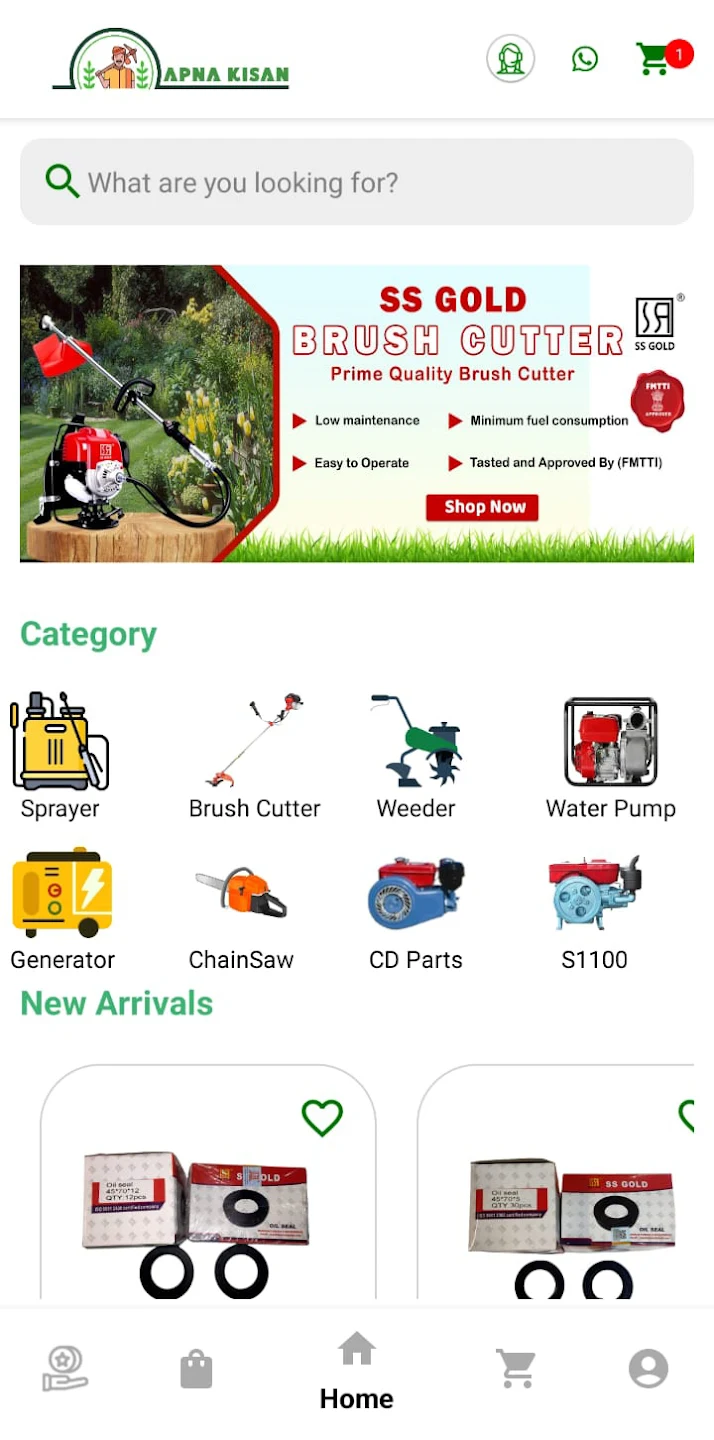 APNA KISAN
1
What are you looking for?
SS GOLD
BRUSH CUTTER
Prime Quality Brush Cutter
Low maintenance
Minimum fuel consumption
Easy to Operate
Tasted and Approved By (FMTTI)
Shop Now
®
SS GOLD
FMTTI
APPROVED
Category
Sprayer
Brush Cutter
Weeder
Water Pump
Generator
ChainSaw
CD Parts
S1100
New Arrivals
Oil seal
45*70*12
QTY:12pcs
OIL SEAL
Oil seal
45*70*5
QTY:30pcs
SS GOLD
OIL SEAL
Home